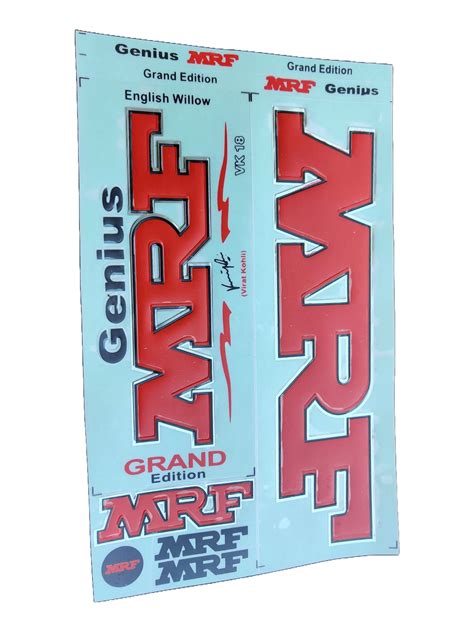 Genius MRF
Grand Edition
Grand Edition
MRF Genius
English Willow
Genius
MRF
VK 18
(Virat Kohli)
GRAND
Edition
MRF
MRF
MRF
MRF
MRF